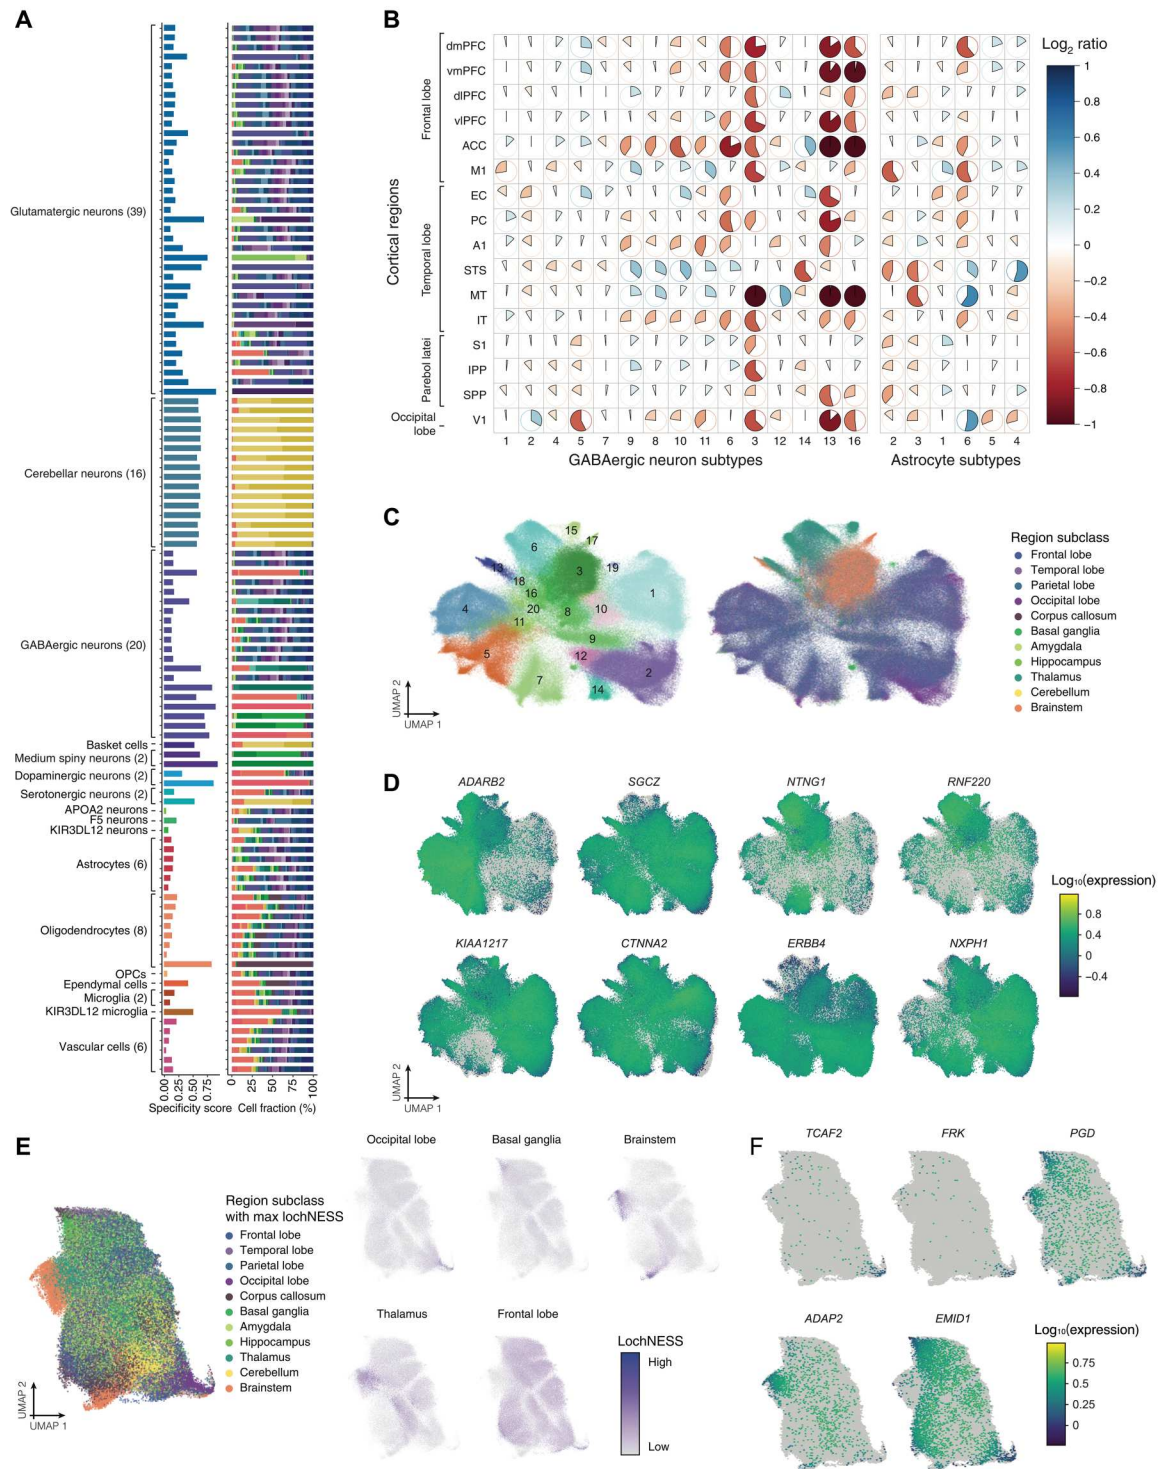 A
Glutamatergic neurons (39)
Cerebellar neurons (16)
GABAergic neurons (20)
Basket cells
Medium spiny neurons (2)
Dopaminergic neurons (2)
Serotonergic neurons (2)
APOA2 neurons
F5 neurons
KIR3DL12 neurons
Astrocytes (6)
Oligodendrocytes (8)
OPCs
Ependymal cells
Microglia (2)
KIR3DL12 microglia
Vascular cells (6)
0.00 0.25 0.50 0.75
Specificity score
0 25 50 75 100
Cell fraction (%)
B
Cortical regions
Frontal lobe
Temporal lobe
Parebol latei
Occipital
lobe
dmPFC
vmPFC
dlPFC
vlPFC
ACC
M1
EC
PC
A1
STS
MT
IT
S1
IPP
SPP
V1
1 2 4 5 7 9 8 10 11 6 3 12 14 13 16
GABAergic neuron subtypes
2 3 1 6 5 4
Astrocyte subtypes
Log2 ratio
1
0.8
0.6
0.4
0.2
0
−0.2
−0.4
−0.6
−0.8
−1
C
15
17
6
3
13
19
18
16
1
4
20
8
10
11
9
5
12
2
7
14
UMAP 2
UMAP 1
Region subclass
Frontal lobe
Temporal lobe
Parietal lobe
Occipital lobe
Corpus callosum
Basal ganglia
Amygdala
Hippocampus
Thalamus
Cerebellum
Brainstem
D
ADARB2 SGCZ NTNG1 RNF220
KIAA1217 CTNNA2 ERBB4 NXPH1
UMAP 2
UMAP 1
Log10(expression)
0.8
0.4
0
−0.4
E
UMAP 2
UMAP 1
Region subclass
with max lochNESS
Frontal lobe
Temporal lobe
Parietal lobe
Occipital lobe
Corpus callosum
Basal ganglia
Amygdala
Hippocampus
Thalamus
Cerebellum
Brainstem
Occipital lobe Basal ganglia Brainstem
Thalamus Frontal lobe
LochNESS
High
Low
F
TCAF2 FRK PGD
ADAP2 EMID1
Log10(expression)
0.75
0.5
0.25
0